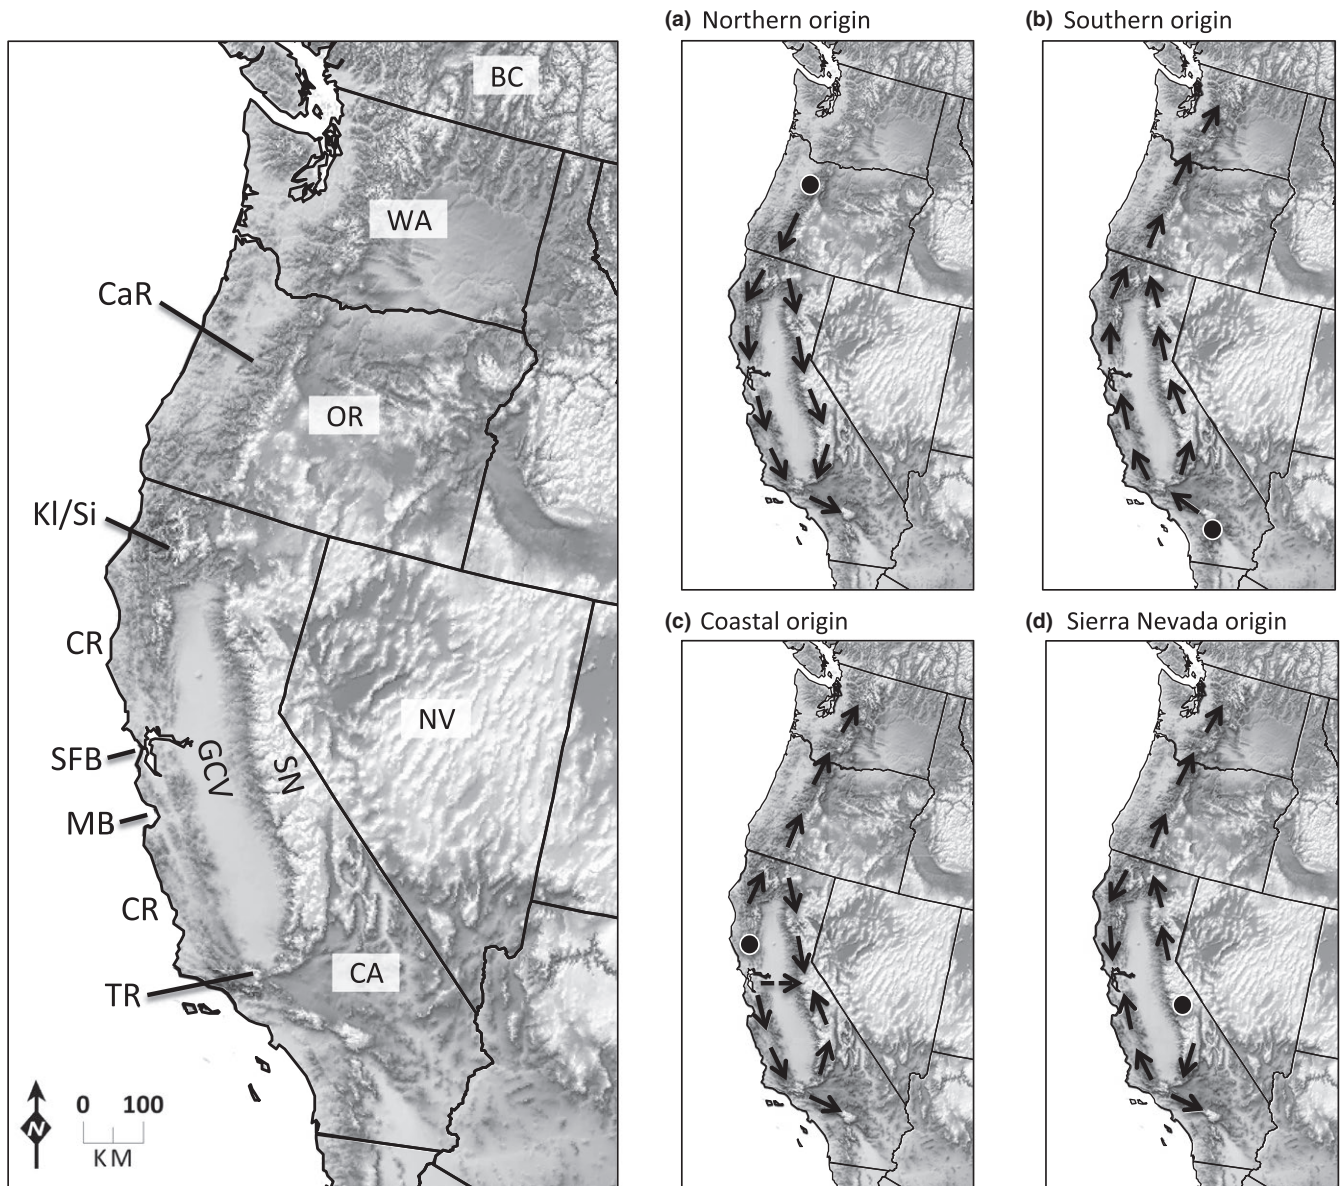 BC
WA
CaR
OR
Kl/Si
CR
NV
SFB
GCV
SN
MB
CR
CA
TR
N
0 100
KM
(a) Northern origin
(b) Southern origin
(c) Coastal origin
(d) Sierra Nevada origin